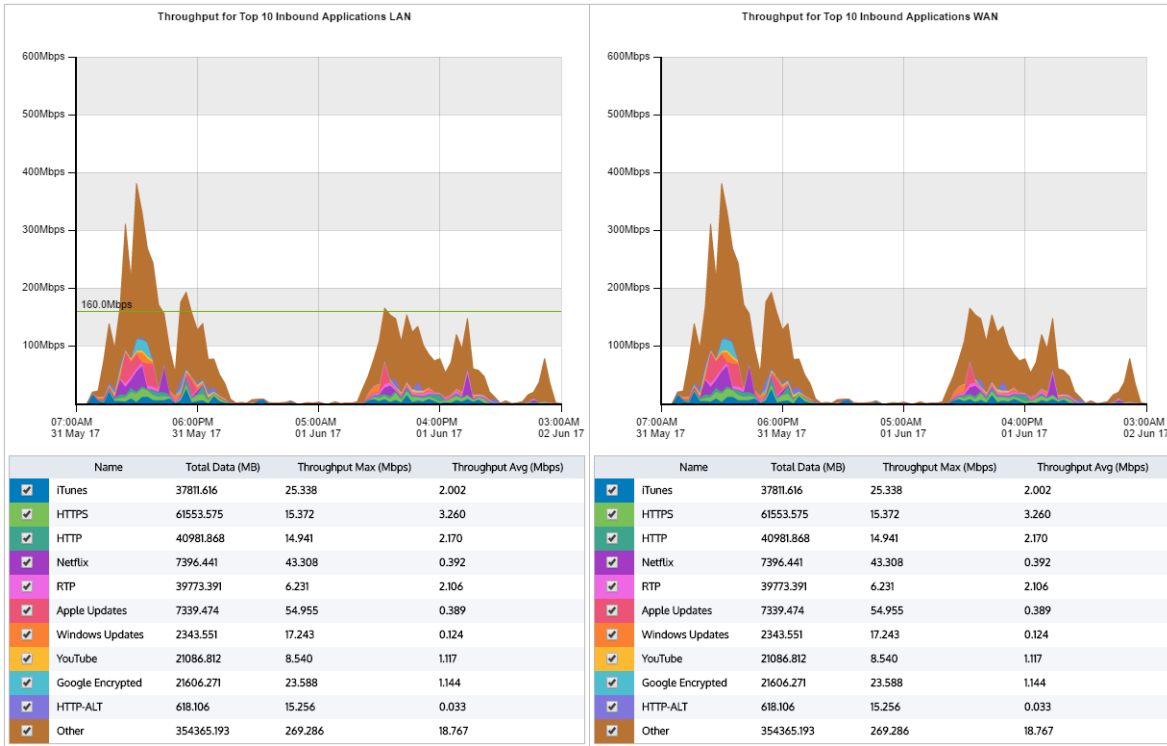 Throughput for Top 10 Inbound Applications LAN
600Mbps
500Mbps
400Mbps
300Mbps
200Mbps
160.0Mbps
100Mbps
07:00AM 06:00AM 05:00AM 04:00AM 03:00AM
31 May 17 31 May 17 01 Jun 17 01 Jun 17 02 Jun 17
Name Total Data (MB) Throughput Max (Mbps) Throughput Avg (Mbps)
iTunes 37811.616 25.338 2.002
HTTPS 61553.575 15.372 3.260
HTTP 40981.868 14.941 2.170
Netflix 7396.441 43.308 0.392
RTP 39773.391 6.231 2.106
Apple Updates 7339.474 54.955 0.389
Windows Updates 2343.551 17.243 0.124
YouTube 21086.812 8.540 1.117
Google Encrypted 21606.271 23.588 1.144
HTTP-ALT 618.106 15.256 0.033
Other 354365.193 269.286 18.767
Throughput for Top 10 Inbound Applications WAN
600Mbps
500Mbps
400Mbps
300Mbps
200Mbps
100Mbps
07:00AM 06:00AM 05:00AM 04:00AM 03:00AM
31 May 17 31 May 17 01 Jun 17 01 Jun 17 02 Jun 17
Name Total Data (MB) Throughput Max (Mbps) Throughput Avg (Mbps)
iTunes 37811.616 25.338 2.002
HTTPS 61553.575 15.372 3.260
HTTP 40981.868 14.941 2.170
Netflix 7396.441 43.308 0.392
RTP 39773.391 6.231 2.106
Apple Updates 7339.474 54.955 0.389
Windows Updates 2343.551 17.243 0.124
YouTube 21086.812 8.540 1.117
Google Encrypted 21606.271 23.588 1.144
HTTP-ALT 618.106 15.256 0.033
Other 354365.193 269.286 18.767